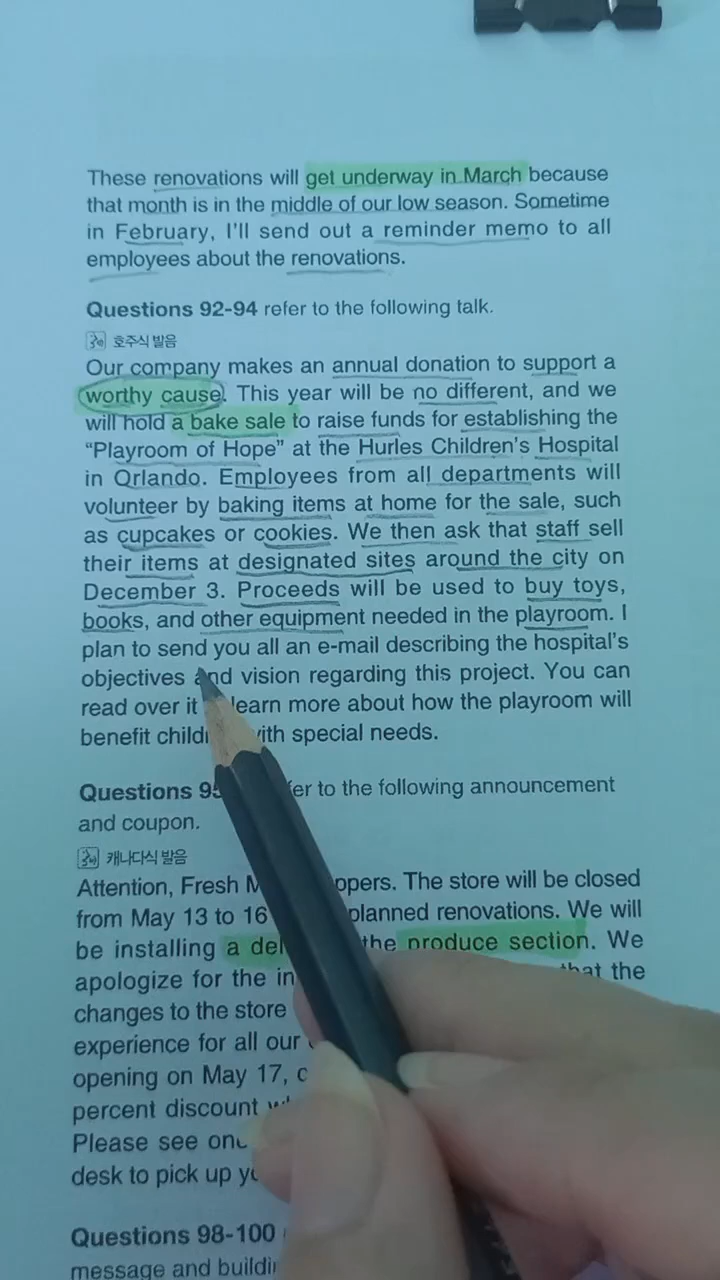 These renovations will get underway in March because
that month is in the middle of our low season. Sometime
in February, I'll send out a reminder memo to all
employees about the renovations.
Questions 92-94 refer to the following talk.
호주식 발음
Our company makes an annual donation to support a
worthy cause. This year will be no different, and we
will hold a bake sale to raise funds for establishing the
“Playroom of Hope” at the Hurles Children's Hospital
in Orlando. Employees from all departments will
volunteer by baking items at home for the sale, such
as cupcakes or cookies. We then ask that staff sell
their items at designated sites around the city on
December 3. Proceeds will be used to buy toys,
books, and other equipment needed in the playroom. I
plan to send you all an e-mail describing the hospital's
objectives and vision regarding this project. You can
read over it learn more about how the playroom will
benefit with special needs.
Questions to the following announcement
and coupon.
캐나다식 발음
Attention, Fresh The store will be closed
from May 13 to 16 planned renovations. We will
be installing a the produce section. We
apologize for the that the
changes to the store
experience for all our
opening on May 17,
percent discount
Please see
desk to pick up
Questions 98-100
message and